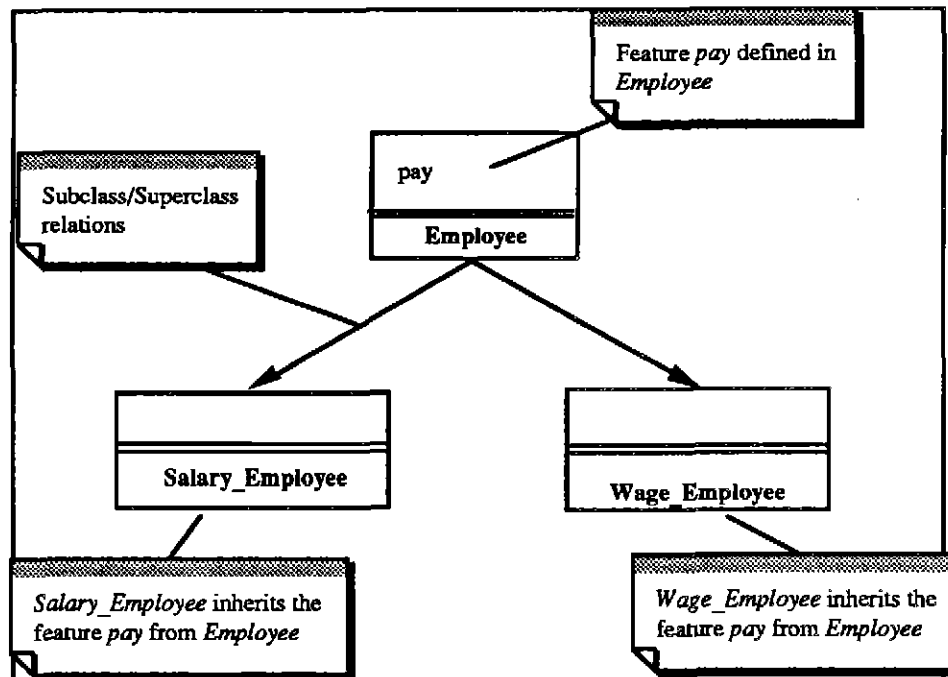 Feature pay defined in
Employee
pay
Subclass/Superclass
relations
Employee
Salary_Employee
Wage_Employee
Salary_Employee inherits the
feature pay from Employee
Wage_Employee inherits the
feature pay from Employee